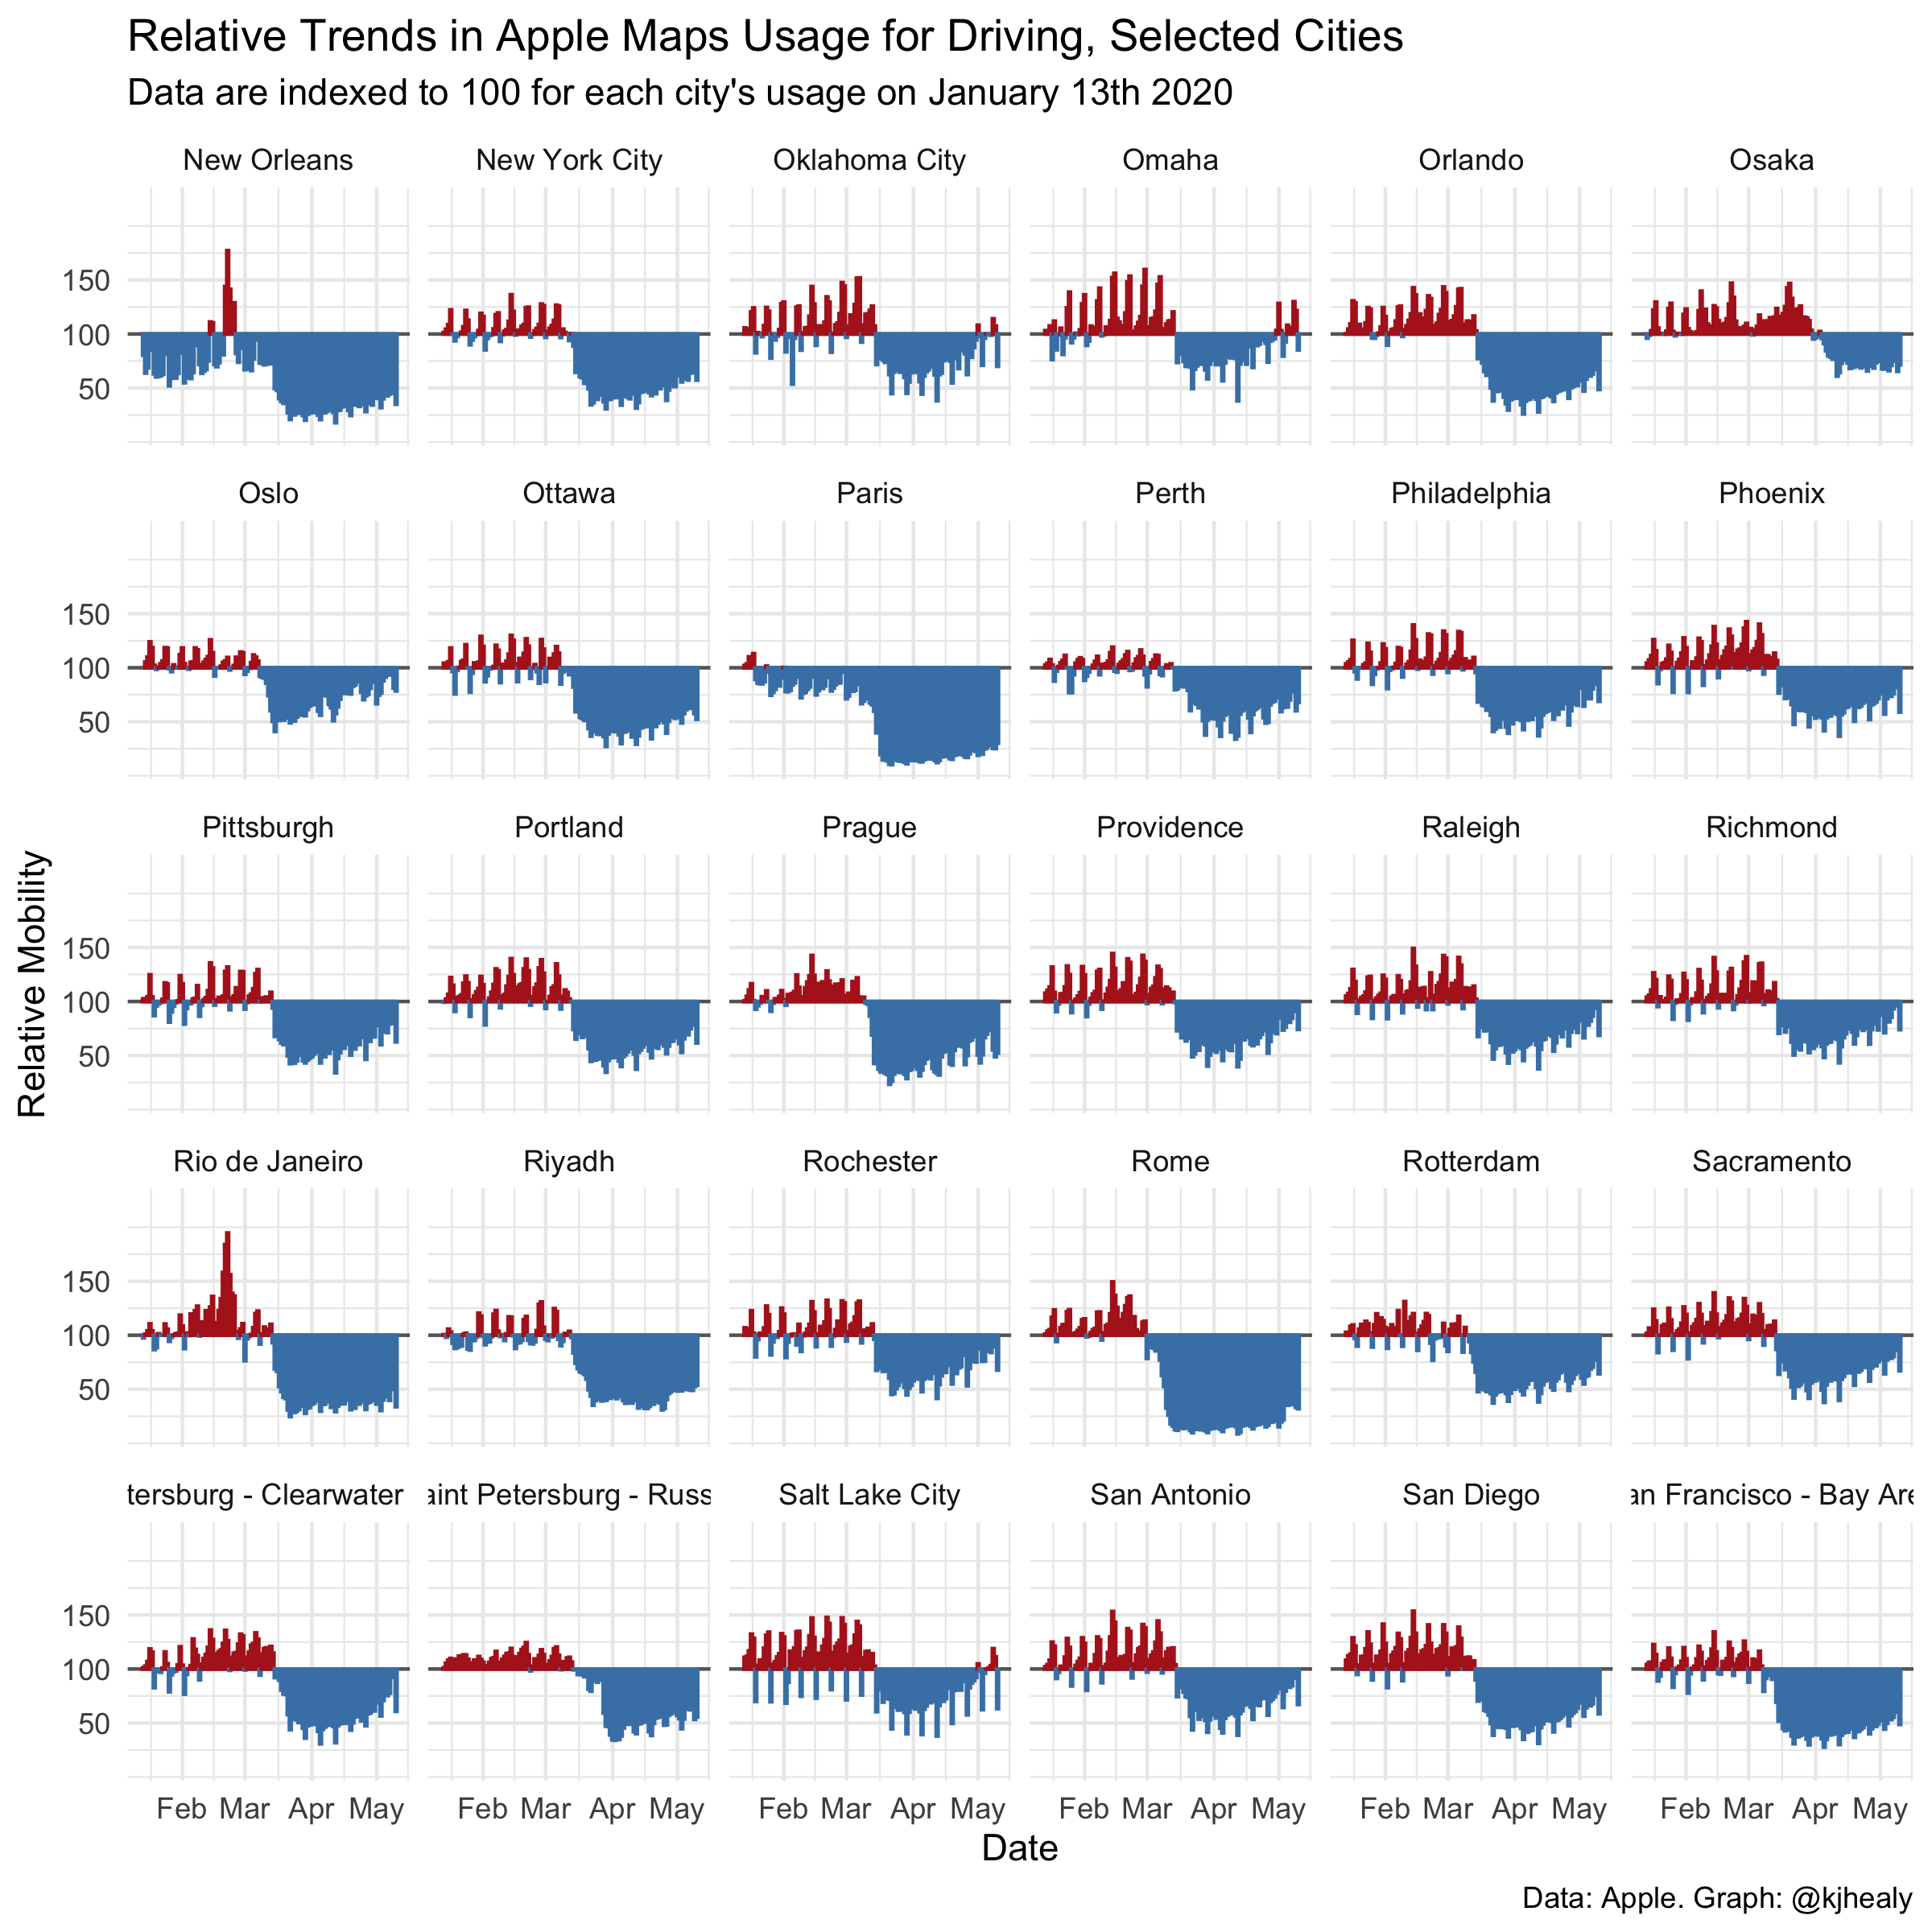 Relative Trends in Apple Maps Usage for Driving, Selected Cities
Data are indexed to 100 for each city's usage on January 13th 2020
New Orleans New York City Oklahoma City Omaha Orlando Osaka
150
100
50
Oslo Ottawa Paris Perth Philadelphia Phoenix
150
100
50
Pittsburgh Portland Prague Providence Raleigh Richmond
150
100
50
Rio de Janeiro Riyadh Rochester Rome Rotterdam Sacramento
150
100
50
tersburg - Clearwater aint Petersburg - Russ Salt Lake City San Antonio San Diego an Francisco - Bay Are
150
100
50
Relative Mobility
Feb Mar Apr May Feb Mar Apr May Feb Mar Apr May Feb Mar Apr May Feb Mar Apr May Feb Mar Apr May
Date
Data: Apple. Graph: @kjhealy